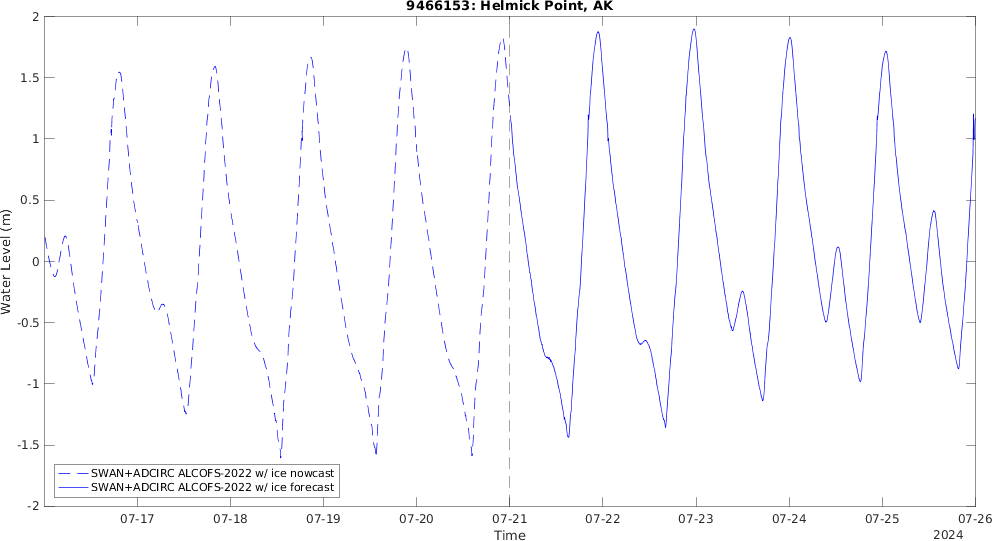 9466153: Helmick Point, AK
2
1.5
1
0.5
0
-0.5
-1
-1.5
-2
Water Level (m)
SWAN+ADCIRC ALCOFS-2022 w/ ice nowcast
SWAN+ADCIRC ALCOFS-2022 w/ ice forecast
07-17 07-18 07-19 07-20 07-21 07-22 07-23 07-24 07-25 07-26
Time
2024